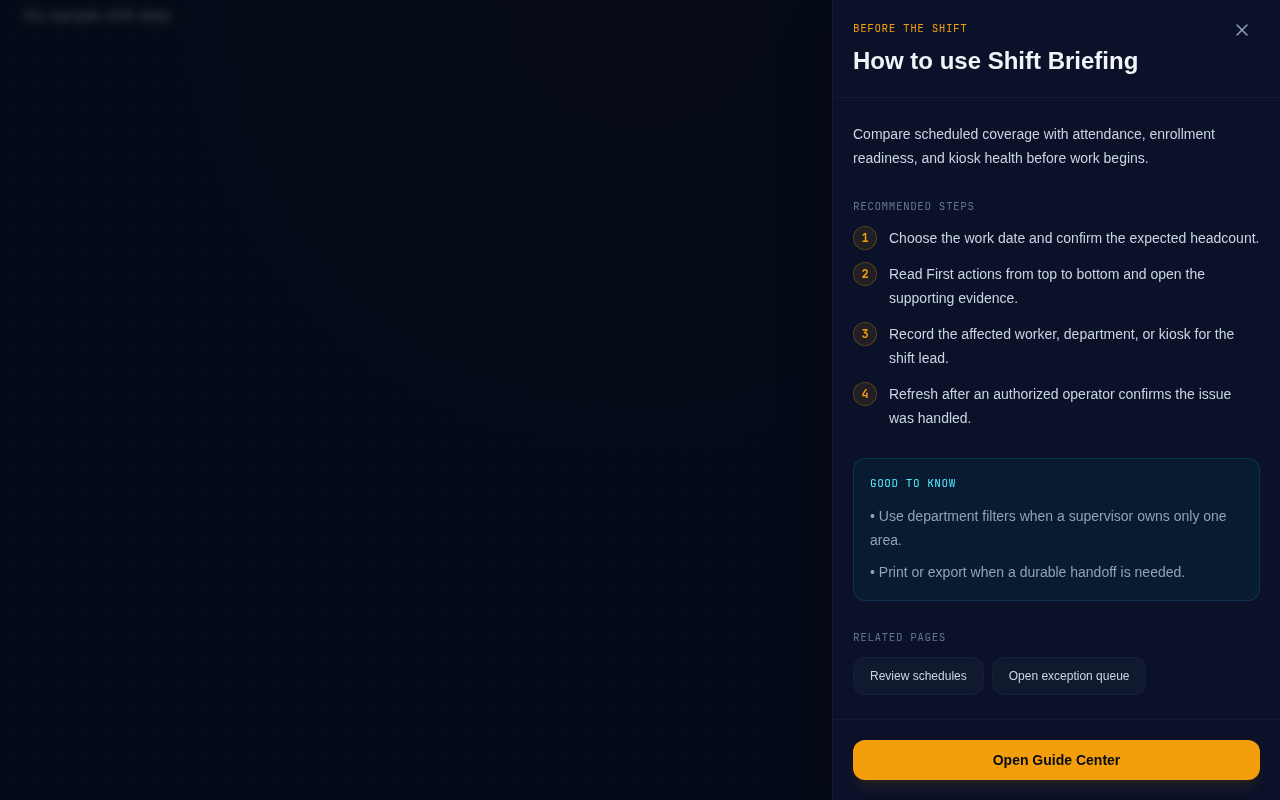 BEFORE THE SHIFT
How to use Shift Briefing
Compare scheduled coverage with attendance, enrollment
readiness, and kiosk health before work begins.
RECOMMENDED STEPS
1 Choose the work date and confirm the expected headcount.
2 Read First actions from top to bottom and open the
supporting evidence.
3 Record the affected worker, department, or kiosk for the
shift lead.
4 Refresh after an authorized operator confirms the issue
was handled.
GOOD TO KNOW
• Use department filters when a supervisor owns only one
area.
• Print or export when a durable handoff is needed.
RELATED PAGES
Review schedules
Open exception queue
Open Guide Center